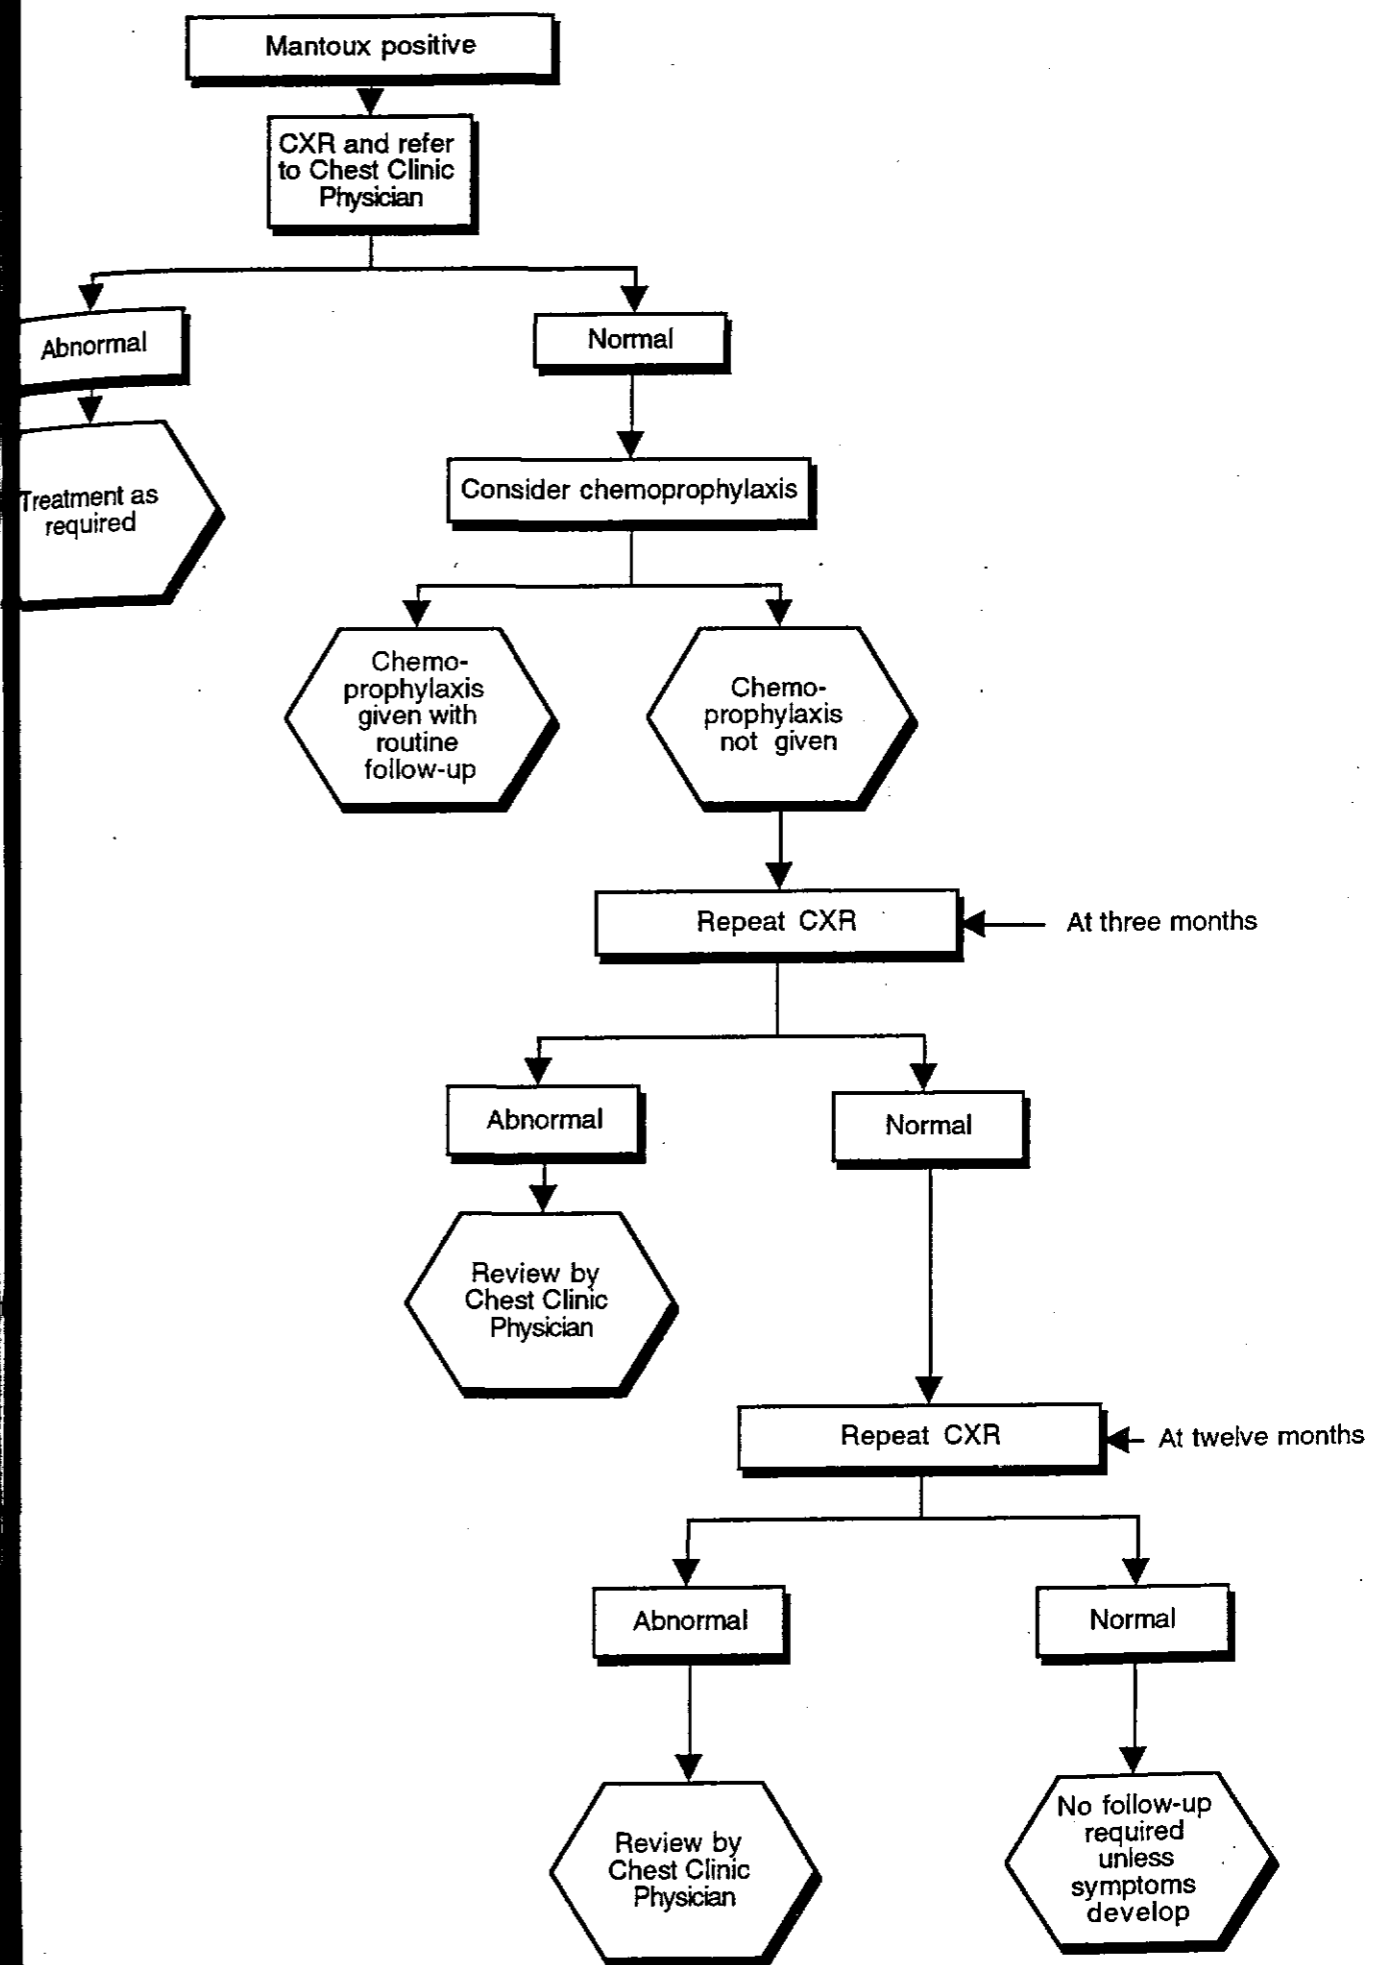 Mantoux positive
CXR and refer
to Chest Clinic
Physician
Abnormal
Normal
Treatment as
required
Consider chemoprophylaxis
Chemo-
prophylaxis
given with
routine
follow-up
Chemo-
prophylaxis
not given
Repeat CXR
At three months
Abnormal
Normal
Review by
Chest Clinic
Physician
Repeat CXR
At twelve months
Abnormal
Normal
Review by
Chest Clinic
Physician
No follow-up
required
unless
symptoms
develop